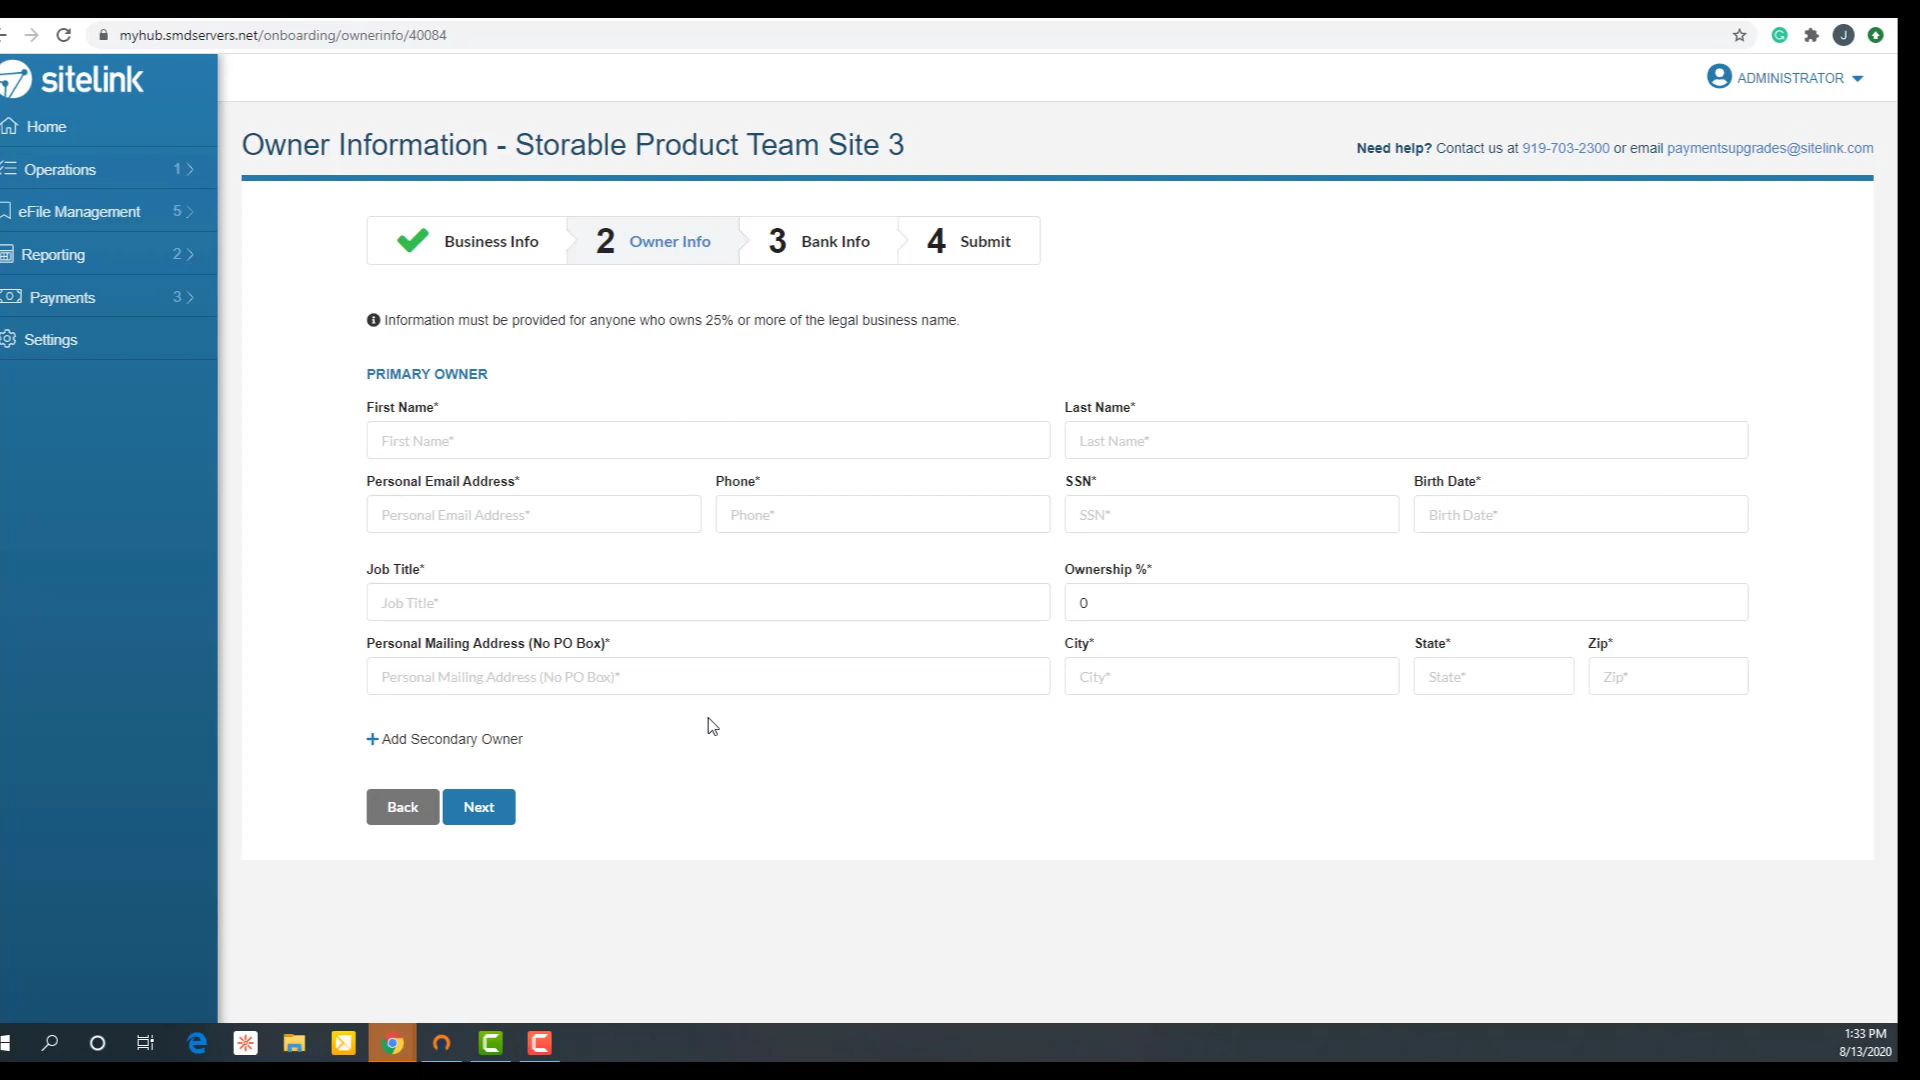 myhub.smdservers.net/onboarding/ownerinfo/40084
J
sitelink
ADMINISTRATOR
Home
Operations 1
eFile Management 5
Reporting 2
Payments 3
Settings
Owner Information - Storable Product Team Site 3
Need help? Contact us at 919-703-2300 or email paymentsupgrades@sitelink.com
Business Info 2 Owner Info 3 Bank Info 4 Submit
Information must be provided for anyone who owns 25% or more of the legal business name.
PRIMARY OWNER
First Name* Last Name*
First Name* Last Name*
Personal Email Address* Phone* SSN* Birth Date*
Personal Email Address* Phone* SSN* Birth Date*
Job Title* Ownership %*
Job Title* 0
Personal Mailing Address (No PO Box)* City* State* Zip*
Personal Mailing Address (No PO Box)* City* State* Zip*
+ Add Secondary Owner
Back Next
1:33 PM
8/13/2020